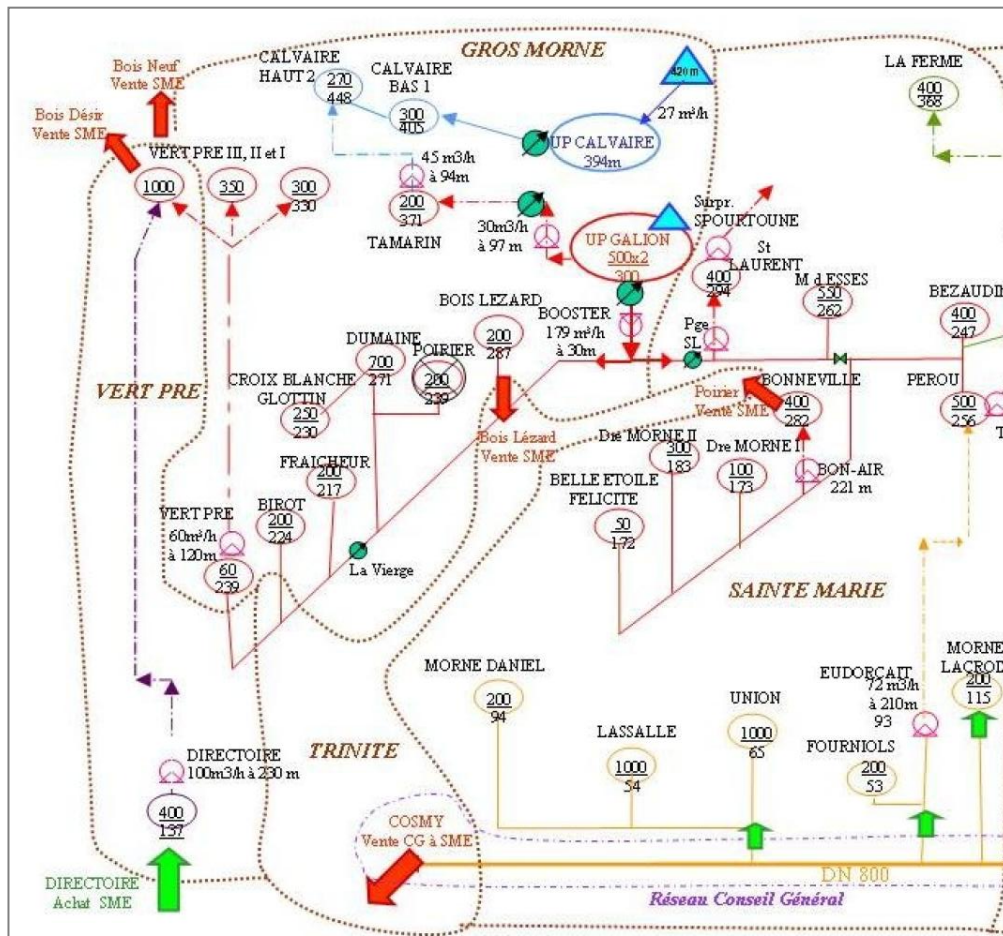 GROS MORNE
Bois Neuf
Vente SME
Bois Désir
Vente SME
CALVAIRE
HAUT 2
270
448
CALVAIRE
BAS 1
300
405
420 m
27 m³/h
UP CALVAIRE
394m
LA FERME
400
368
VERT PRE III, II et I
1000
350
300
330
45 m3/h
à 94m
200
371
TAMARIN
30m3/h
à 97 m
UP GALION
500x2
300
Surpr.
SPOURTOUNE
St
LAURENT
400
294
M d ESSES
550
262
BEZAUDIN
400
247
BOIS LEZARD
200
287
BOOSTER
179 m³/h
à 30m
Pge
SL
DUMAINE
700
271
POIRIER
200
239
CROIX BLANCHE
GLOTTIN
250
230
VERT PRE
Bois Lézard
Vente SME
Poirier
Vente SME
BONNEVILLE
400
282
PEROU
500
256
T
FRAICHEUR
200
217
BIROT
200
224
VERT PRE
60m³/h
à 120m
60
239
La Vierge
Dre MORNE II
300
183
Dre MORNE I
100
173
BON-AIR
221 m
BELLE ETOILE
FELICITE
50
172
SAINTE MARIE
MORNE DANIEL
200
94
LASSALLE
1000
54
UNION
1000
65
EUDORÇAIT
72 m3/h
à 210m
93
FOURNIOLS
200
53
MORNE
LACROIX
200
115
TRINITE
DIRECTOIRE
100m3/h à 230 m
400
137
COSMY
Vente CG à SME
DN 800
DIRECTOIRE
Achat SME
Réseau Conseil Général